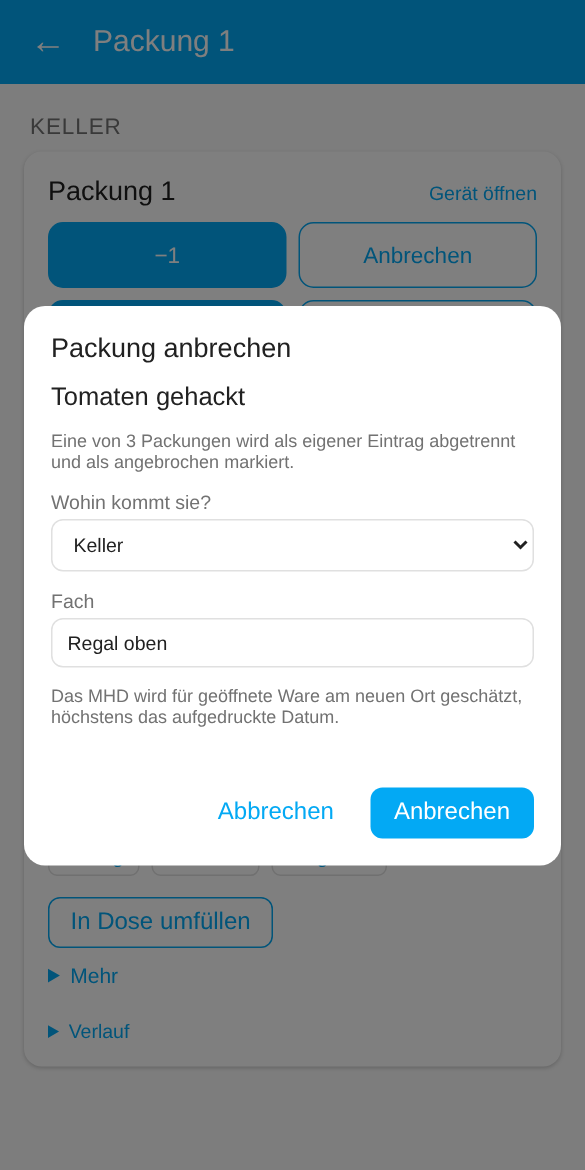 ← Packung 1
KELLER
Packung 1
Gerät öffnen
−1
Anbrechen
Packung anbrechen
Tomaten gehackt
Eine von 3 Packungen wird als eigener Eintrag abgetrennt
und als angebrochen markiert.
Wohin kommt sie?
Keller
Fach
Regal oben
Das MHD wird für geöffnete Ware am neuen Ort geschätzt,
höchstens das aufgedruckte Datum.
Abbrechen
Anbrechen
In Dose umfüllen
Mehr
Verlauf